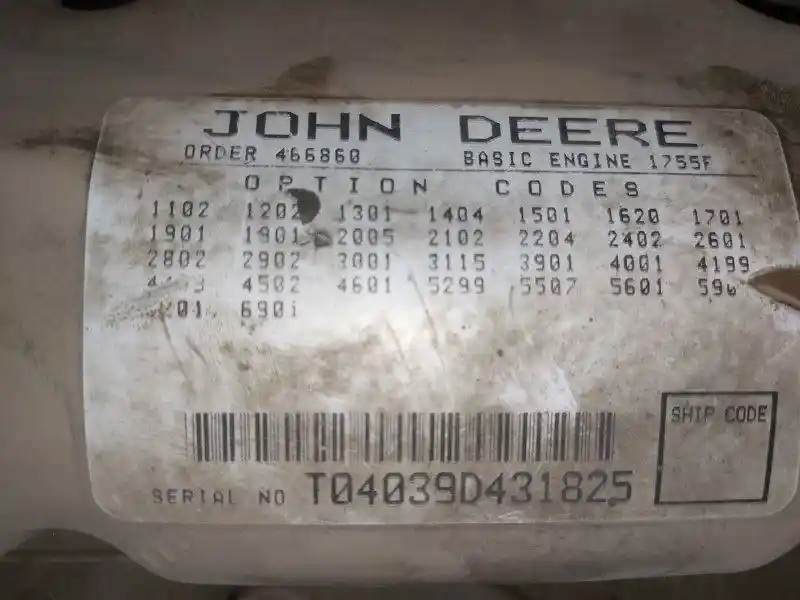 JOHN DEERE
ORDER 466860 BASIC ENGINE 1755F
OPTION CODES
1102 1202 1301 1404 1501 1620 1701
1901 1901 2005 2102 2204 2402 2601
2802 2902 3001 3115 3901 4001 4199
4502 4601 5299 5507 5601
SHIP CODE
SERIAL NO T04039D431825